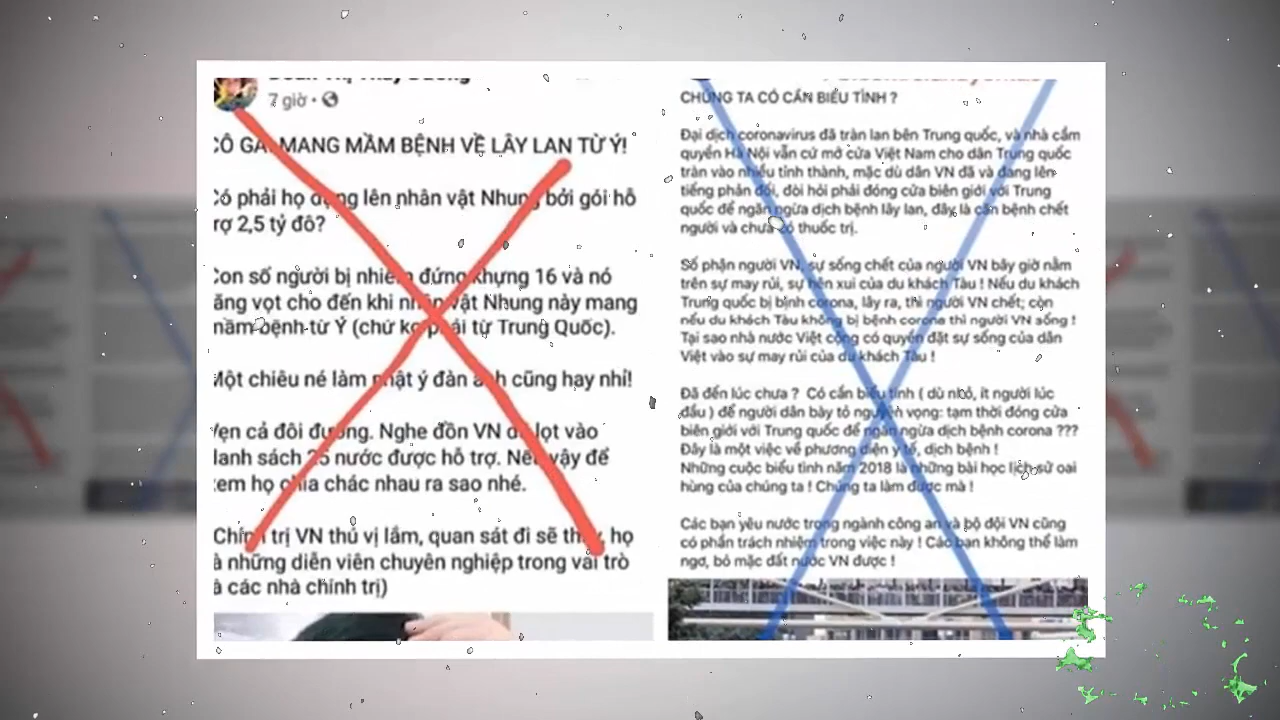 7 giờ
CÔ GÁI MANG MẦM BỆNH VỀ LÂY LAN TỪ Ý!
Có phải họ dựng lên nhân vật Nhung bởi gói hỗ
rợ 2,5 tỷ đô?
Con số người bị nhiễm đứng khựng 16 và nó
ăng vọt cho đến khi nhân vật Nhung này mang
mầm bệnh từ Ý (chứ ko phải từ Trung Quốc).
Một chiêu né làm nhật ý đàn anh cũng hay nhỉ!
Vẹn cả đôi đường. Nghe đồn VN đã lọt vào
danh sách 25 nước được hỗ trợ. Nếu vậy để
xem họ chia chác nhau ra sao nhé.
Chính trị VN thú vị lắm, quan sát đi sẽ thấy, họ
à những diễn viên chuyên nghiệp trong vai trò
à các nhà chính trị)
CHÚNG TA CÓ CẦN BIỂU TÌNH ?
Đại dịch coronavirus đã tràn lan bên Trung quốc, và nhà cầm
quyền Hà Nội vẫn cứ mở cửa Việt Nam cho dân Trung quốc
tràn vào nhiều tỉnh thành, mặc dù dân VN đã và đang lên
tiếng phản đối, đòi hỏi phải đóng cửa biên giới với Trung
quốc để ngăn ngừa dịch bệnh lây lan, đây là căn bệnh chết
người và chưa có thuốc trị.
Số phận người VN, sự sống chết của người VN bây giờ nằm
trên sự may rủi, sự hên xui của du khách Tàu ! Nếu du khách
Trung quốc bị bịnh corona, lây ra, thì người VN chết; còn
nếu du khách Tàu không bị bệnh corona thì người VN sống !
Tại sao nhà nước Việt cộng có quyền đặt sự sống của dân
Việt vào sự may rủi của du khách Tàu !
Đã đến lúc chưa ? Có cần biểu tình ( dù nhỏ, ít người lúc
đầu ) để người dân bày tỏ nguyện vọng: tạm thời đóng cửa
biên giới với Trung quốc để ngăn ngừa dịch bệnh corona ???
Đây là một việc về phương diện y tế, dịch bệnh !
Những cuộc biểu tình năm 2018 là những bài học lịch sử oai
hùng của chúng ta ! Chúng ta làm được mà !
Các bạn yêu nước trong ngành công an và bộ đội VN cũng
có phần trách nhiệm trong việc này ! Các bạn không thể làm
ngơ, bỏ mặc đất nước VN được !